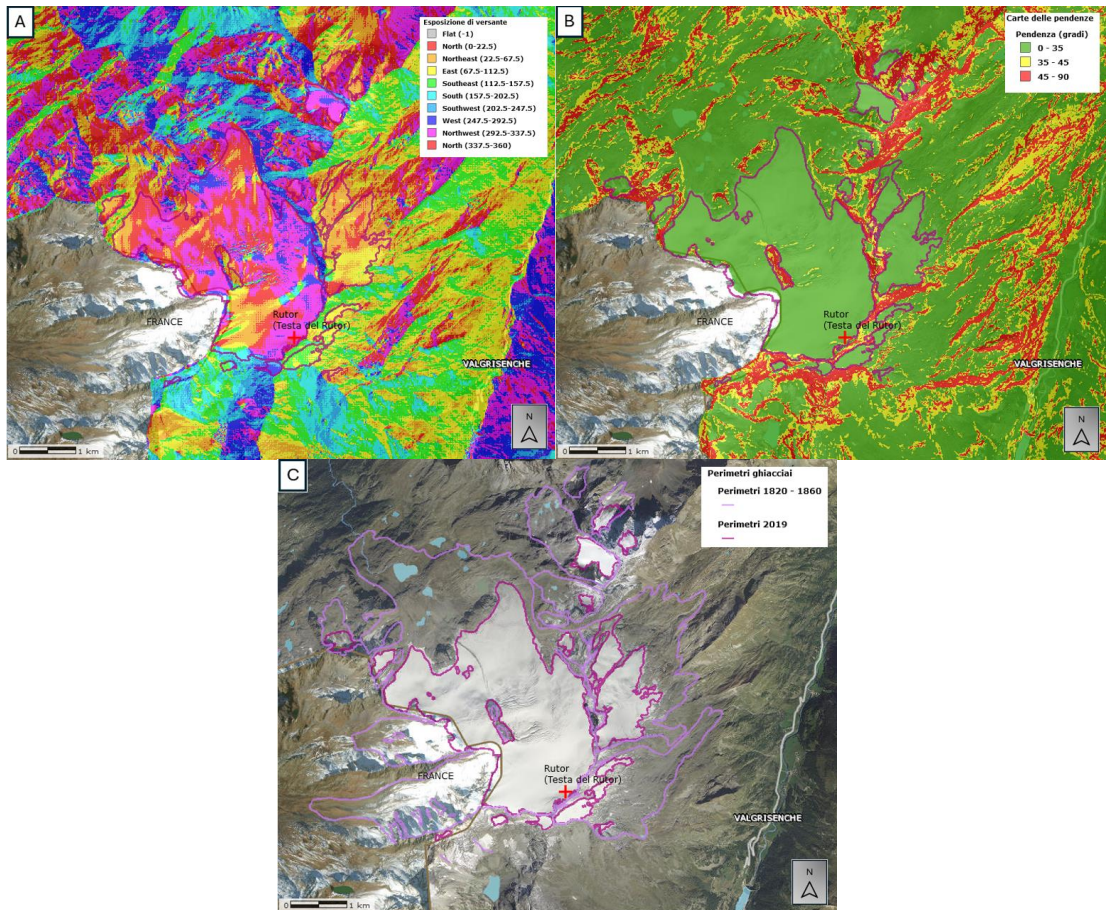 A
Esposizione di versante
Flat (-1)
North (0-22.5)
Northeast (22.5-67.5)
East (67.5-112.5)
Southeast (112.5-157.5)
South (157.5-202.5)
Southwest (202.5-247.5)
West (247.5-292.5)
Northwest (292.5-337.5)
North (337.5-360)
FRANCE
Rutor
(Testa del Rutor)
VALGRISENCHE
N
0 1 km
B
Carte delle pendenze
Pendenza (gradi)
0 - 35
35 - 45
45 - 90
FRANCE
Rutor
(Testa del Rutor)
VALGRISENCHE
N
0 1 km
C
Perimetri ghiacciai
Perimetri 1820 - 1860
Perimetri 2019
FRANCE
Rutor
(Testa del Rutor)
VALGRISENCHE
N
0 1 km